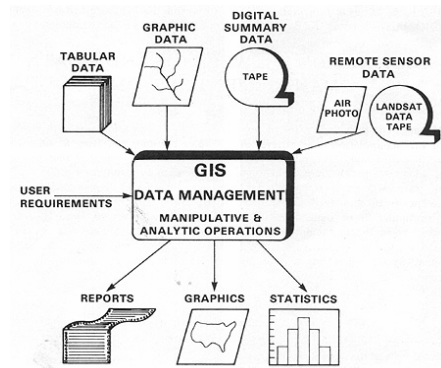 TABULAR
DATA
GRAPHIC
DATA
DIGITAL
SUMMARY
DATA
TAPE
REMOTE SENSOR
DATA
AIR
PHOTO
LANDSAT
DATA
TAPE
USER
REQUIREMENTS
GIS
DATA MANAGEMENT
MANIPULATIVE &
ANALYTIC OPERATIONS
REPORTS
GRAPHICS
STATISTICS